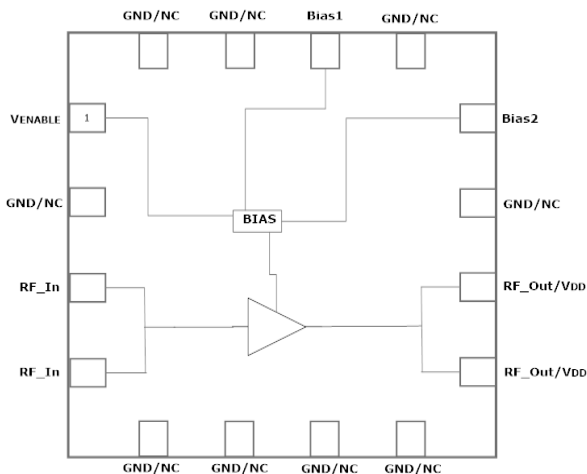 GND/NC GND/NC Bias1 GND/NC
VENABLE 1 Bias2
GND/NC GND/NC
BIAS
RF_In RF_Out/VDD
RF_In RF_Out/VDD
GND/NC GND/NC GND/NC GND/NC